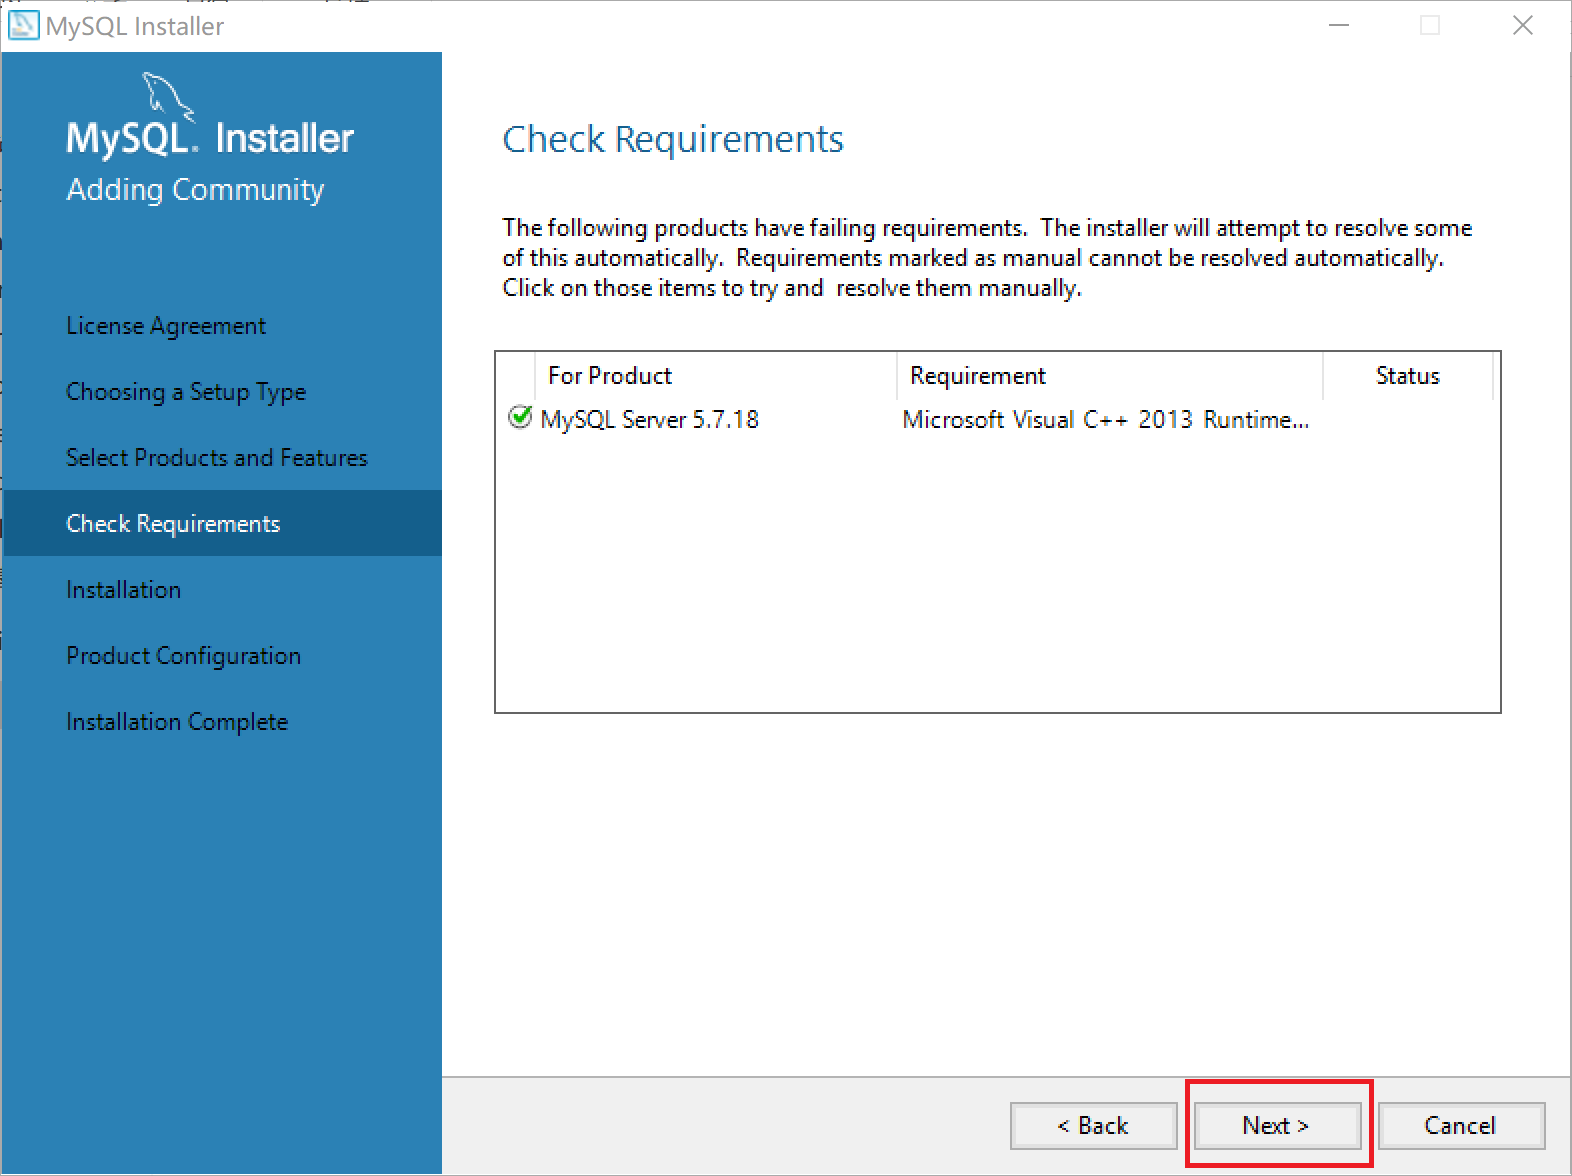 MySQL Installer
MySQL. Installer
Adding Community
License Agreement
Choosing a Setup Type
Select Products and Features
Check Requirements
Installation
Product Configuration
Installation Complete
Check Requirements
The following products have failing requirements.  The installer will attempt to resolve some
of this automatically.  Requirements marked as manual cannot be resolved automatically.
Click on those items to try and  resolve them manually.
For Product Requirement Status
MySQL Server 5.7.18 Microsoft Visual C++ 2013 Runtime...
< Back Next > Cancel